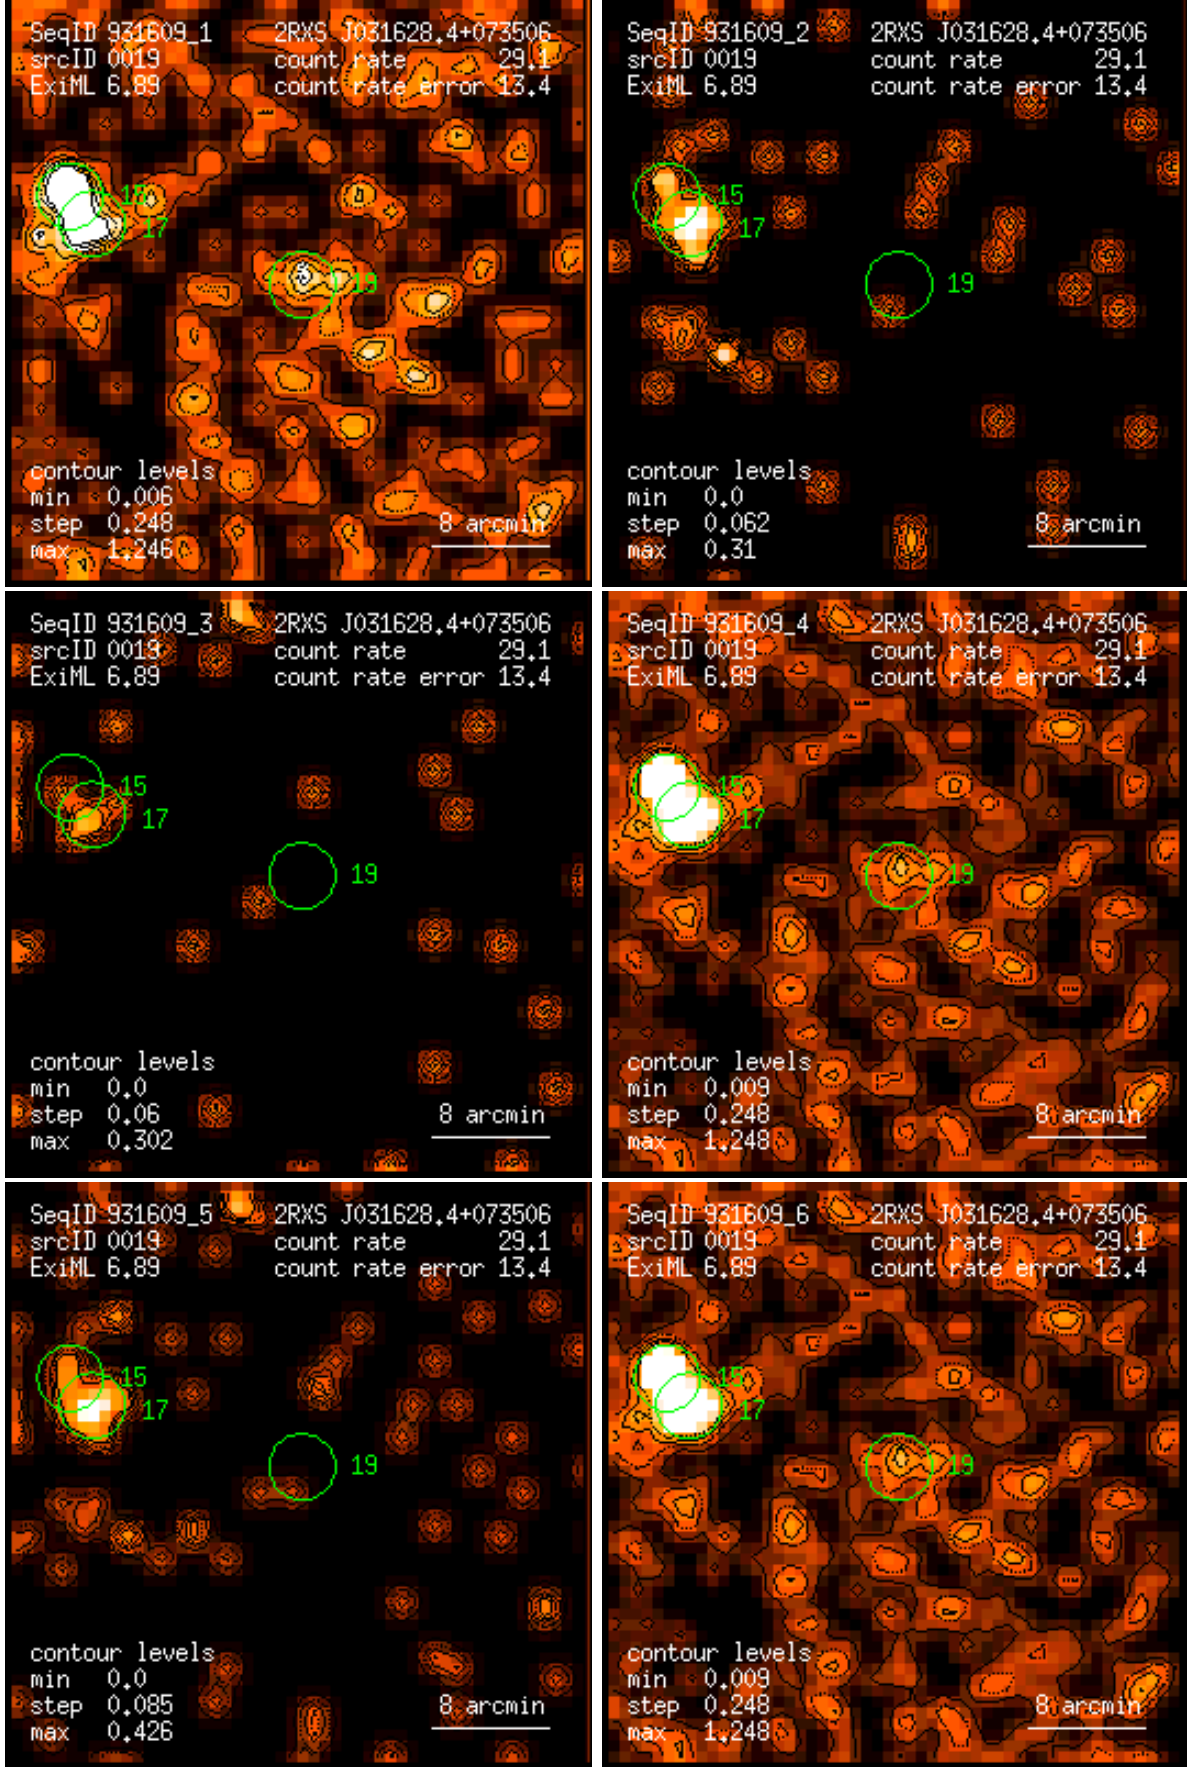 SeqID 931609_1 2RXS J031628.4+073506
srcID 0019 count rate 29.1
ExiML 6.89 count rate error 13.4
15
17
19
contour levels
min 0.006
step 0.248 8 arcmin
max 1.246
SeqID 931609_2 2RXS J031628.4+073506
srcID 0019 count rate 29.1
ExiML 6.89 count rate error 13.4
15
17
19
contour levels
min 0.0
step 0.062 8 arcmin
max 0.31
SeqID 931609_3 2RXS J031628.4+073506
srcID 0019 count rate 29.1
ExiML 6.89 count rate error 13.4
15
17
19
contour levels
min 0.0
step 0.06 8 arcmin
max 0.302
SeqID 931609_4 2RXS J031628.4+073506
srcID 0019 count rate 29.1
ExiML 6.89 count rate error 13.4
15
17
19
contour levels
min 0.009
step 0.248 8 arcmin
max 1.248
SeqID 931609_5 2RXS J031628.4+073506
srcID 0019 count rate 29.1
ExiML 6.89 count rate error 13.4
15
17
19
contour levels
min 0.0
step 0.085 8 arcmin
max 0.426
SeqID 931609_6 2RXS J031628.4+073506
srcID 0019 count rate 29.1
ExiML 6.89 count rate error 13.4
15
17
19
contour levels
min 0.009
step 0.248 8 arcmin
max 1.248